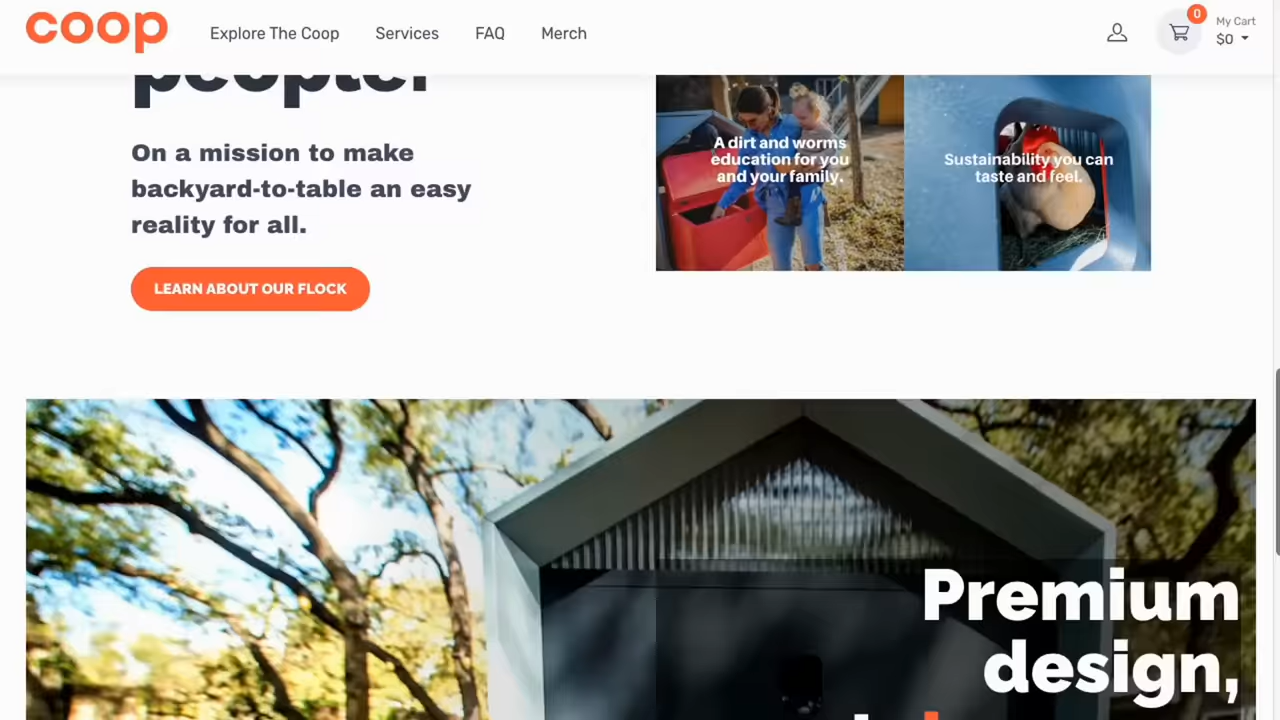 coop
Explore The Coop
Services
FAQ
Merch
0
My Cart
$0
people.
On a mission to make
backyard-to-table an easy
reality for all.
LEARN ABOUT OUR FLOCK
A dirt and worms
education for you
and your family.
Sustainability you can
taste and feel.
Premium
design,